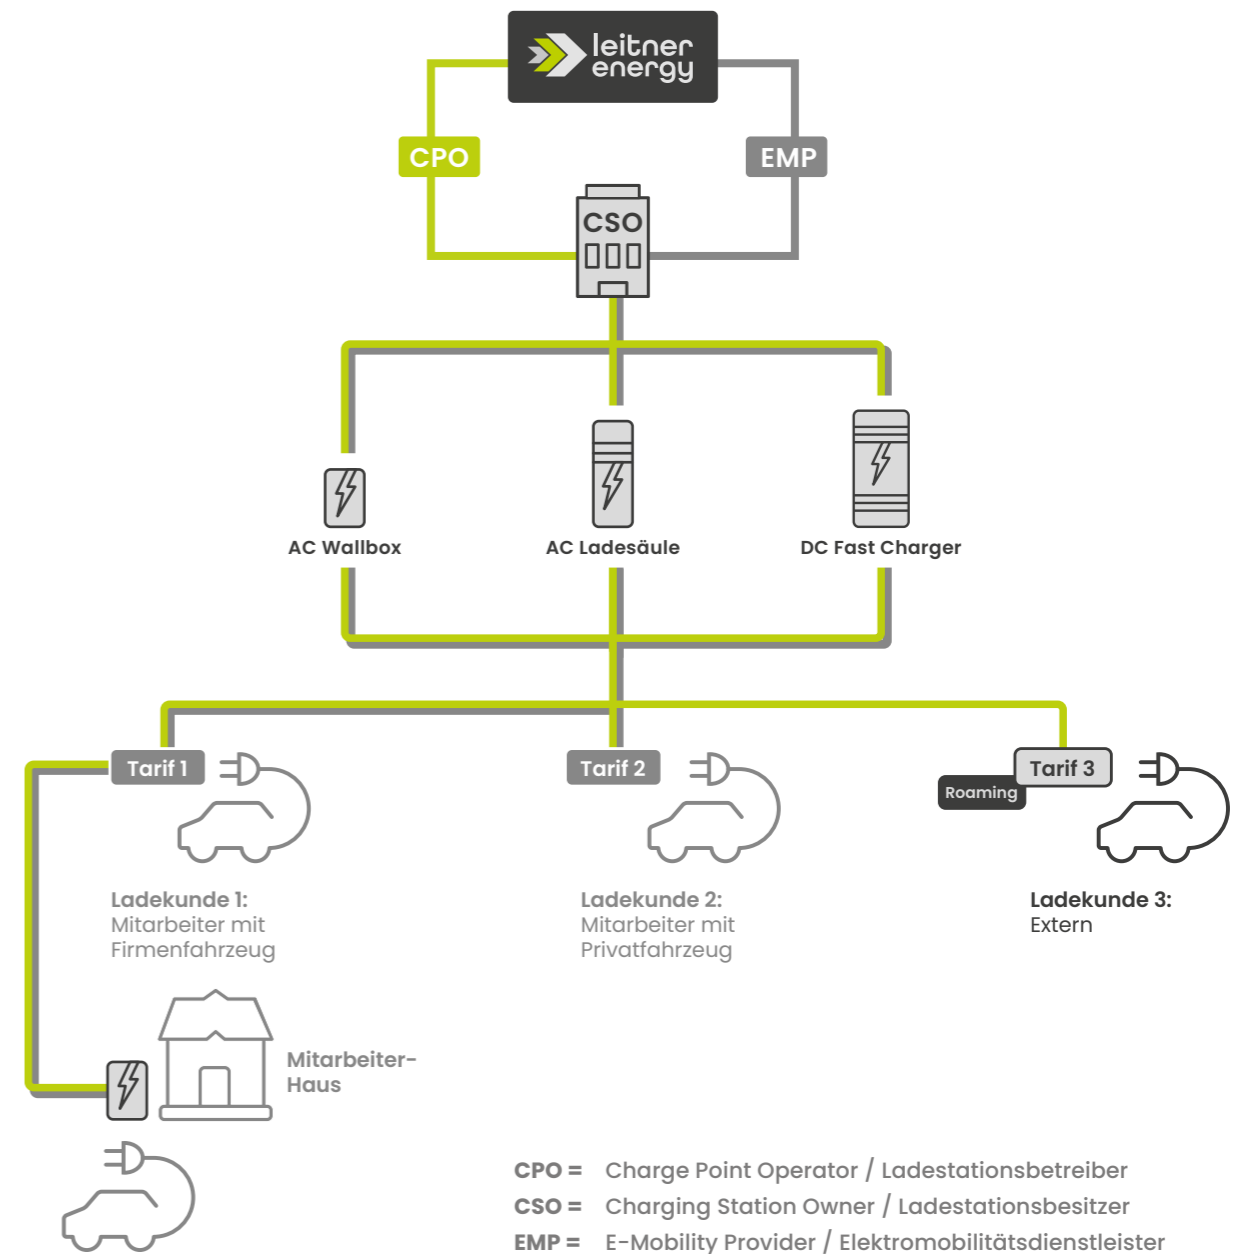 leitner
energy
CPO
EMP
CSO
AC Wallbox
AC Ladesäule
DC Fast Charger
Tarif 1
Tarif 2
Tarif 3
Roaming
Ladekunde 1:
Mitarbeiter mit
Firmenfahrzeug
Ladekunde 2:
Mitarbeiter mit
Privatfahrzeug
Ladekunde 3:
Extern
Mitarbeiter-
Haus
CPO = Charge Point Operator / Ladestationsbetreiber
CSO = Charging Station Owner / Ladestationsbesitzer
EMP = E-Mobility Provider / Elektromobilitätsdienstleister